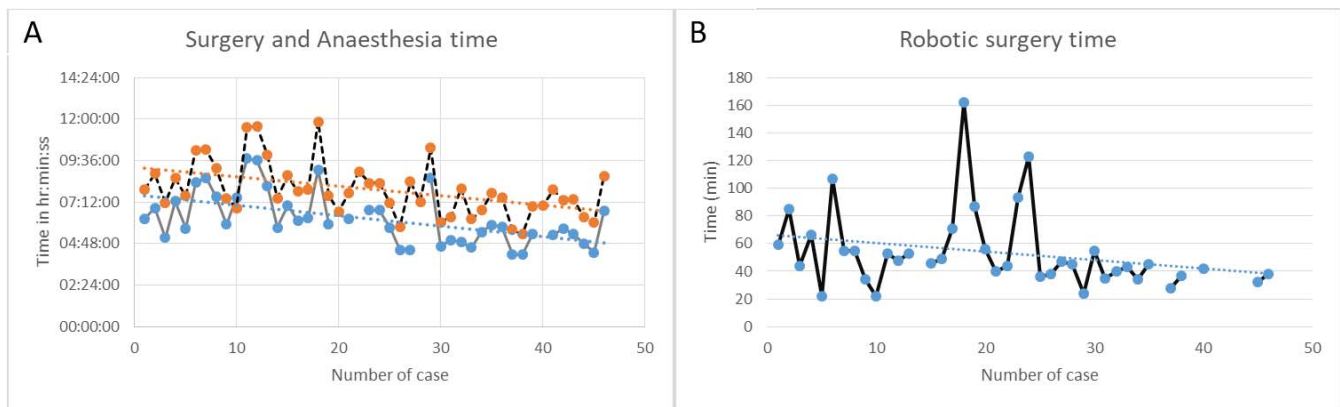 A
Surgery and Anaesthesia time
Time in hr:min:ss
14:24:00
12:00:00
09:36:00
07:12:00
04:48:00
02:24:00
00:00:00
0 10 20 30 40 50
Number of case
B
Robotic surgery time
Time (min)
180
160
140
120
100
80
60
40
20
0
0 10 20 30 40 50
Number of case